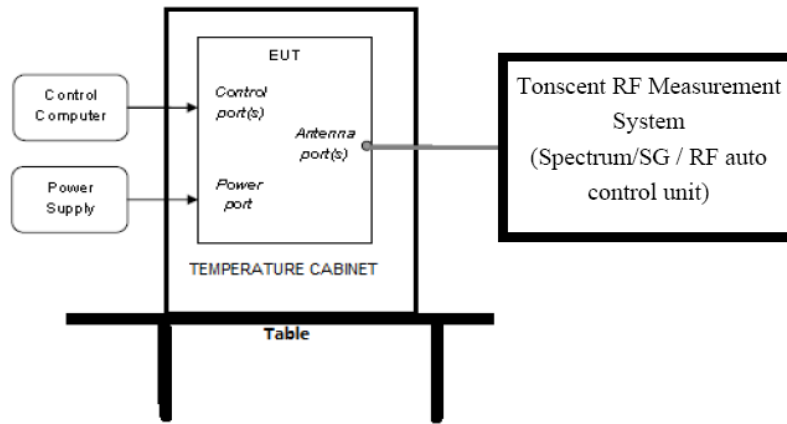 EUT
Control
Computer
Control
port(s)
Antenna
port(s)
Power
Supply
Power
port
TEMPERATURE CABINET
Table
Tonscent RF Measurement
System
(Spectrum/SG / RF auto
control unit)